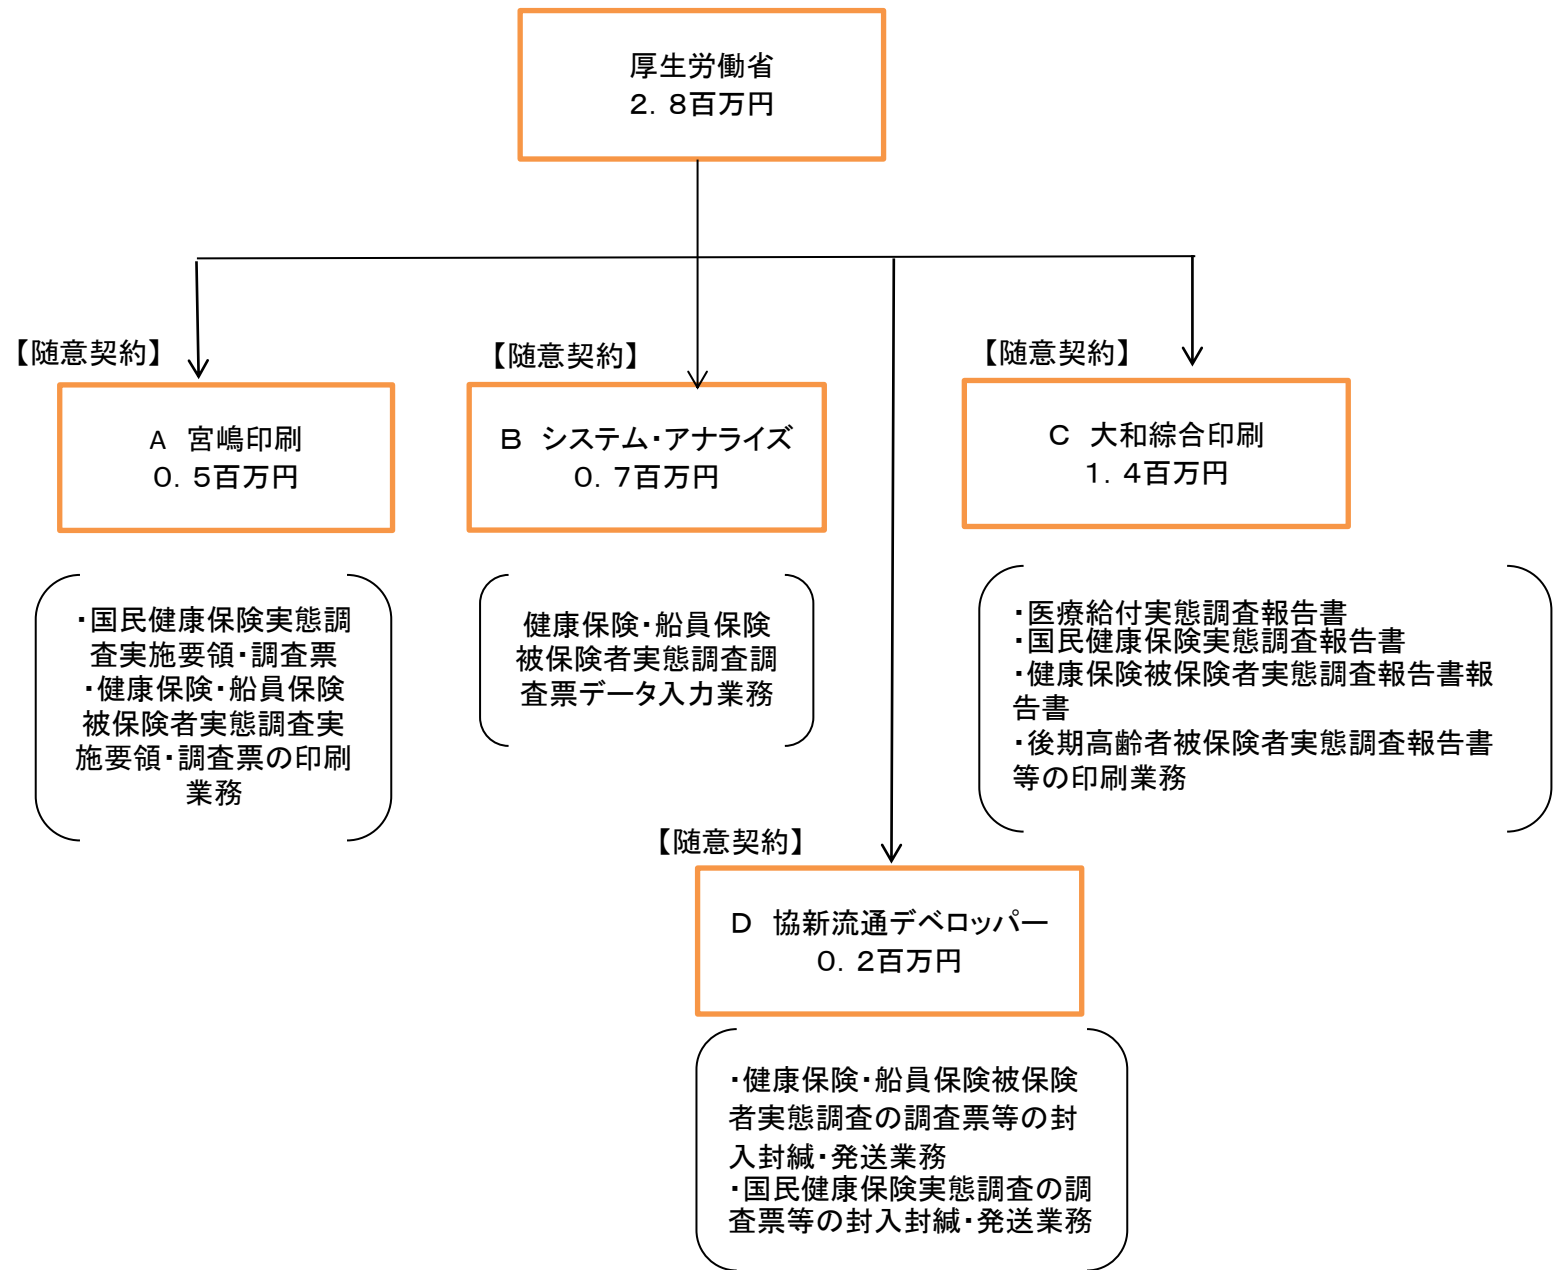 厚生労働省
２．８百万円
【随意契約】
A　宮嶋印刷
０．５百万円
・国民健康保険実態調
査実施要領・調査票
・健康保険・船員保険
被保険者実態調査実
施要領・調査票の印刷
業務
【随意契約】
Ｂ　システム・アナライズ
０．７百万円
健康保険・船員保険
被保険者実態調査調
査票データ入力業務
【随意契約】
Ｃ　大和綜合印刷
１．４百万円
・医療給付実態調査報告書
・国民健康保険実態調査報告書
・健康保険被保険者実態調査報告書報
告書
・後期高齢者被保険者実態調査報告書
等の印刷業務
【随意契約】
Ｄ　協新流通デベロッパー
０．２百万円
・健康保険・船員保険被保険
者実態調査の調査票等の封
入封緘・発送業務
・国民健康保険実態調査の調
査票等の封入封緘・発送業務